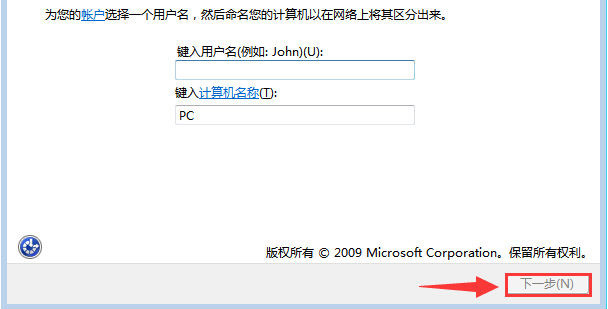 为您的帐户选择一个用户名，然后命名您的计算机以在网络上将其区分出来。
键入用户名(例如: John)(U):
键入计算机名称(T):
PC
版权所有 © 2009 Microsoft Corporation。保留所有权利。
下一步(N)